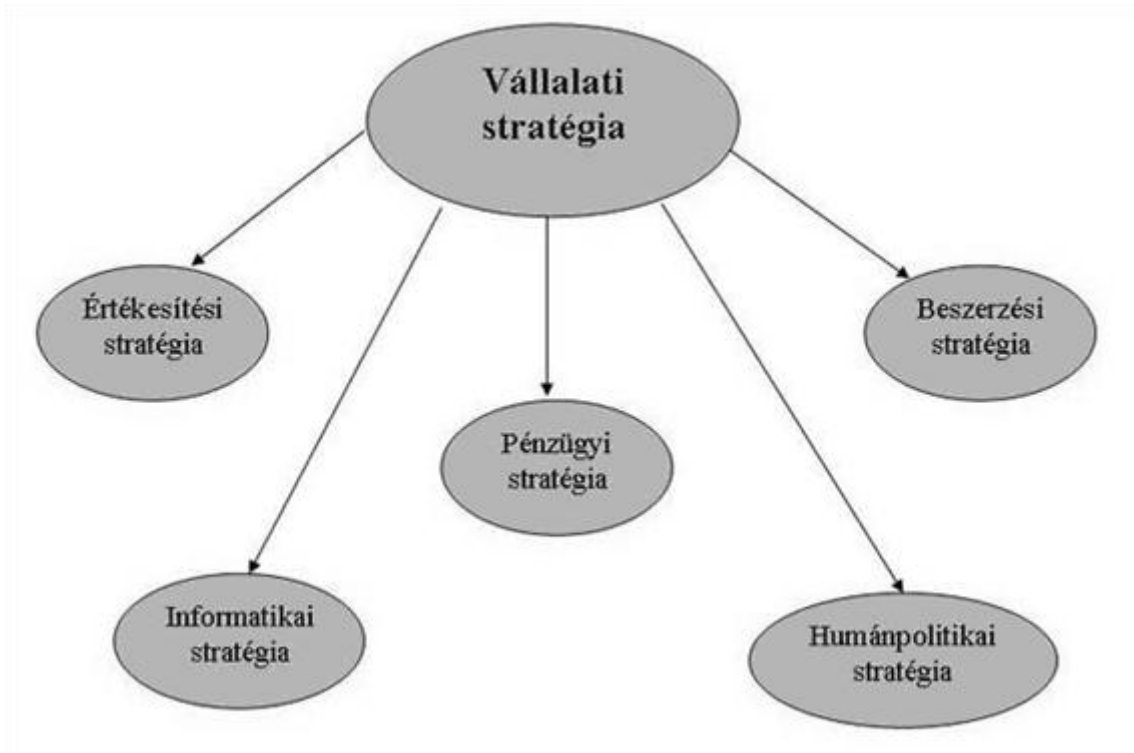 Vállalati
stratégia
Értékesítési
stratégia
Beszerzési
stratégia
Pénzügyi
stratégia
Informatikai
stratégia
Humánpolitikai
stratégia